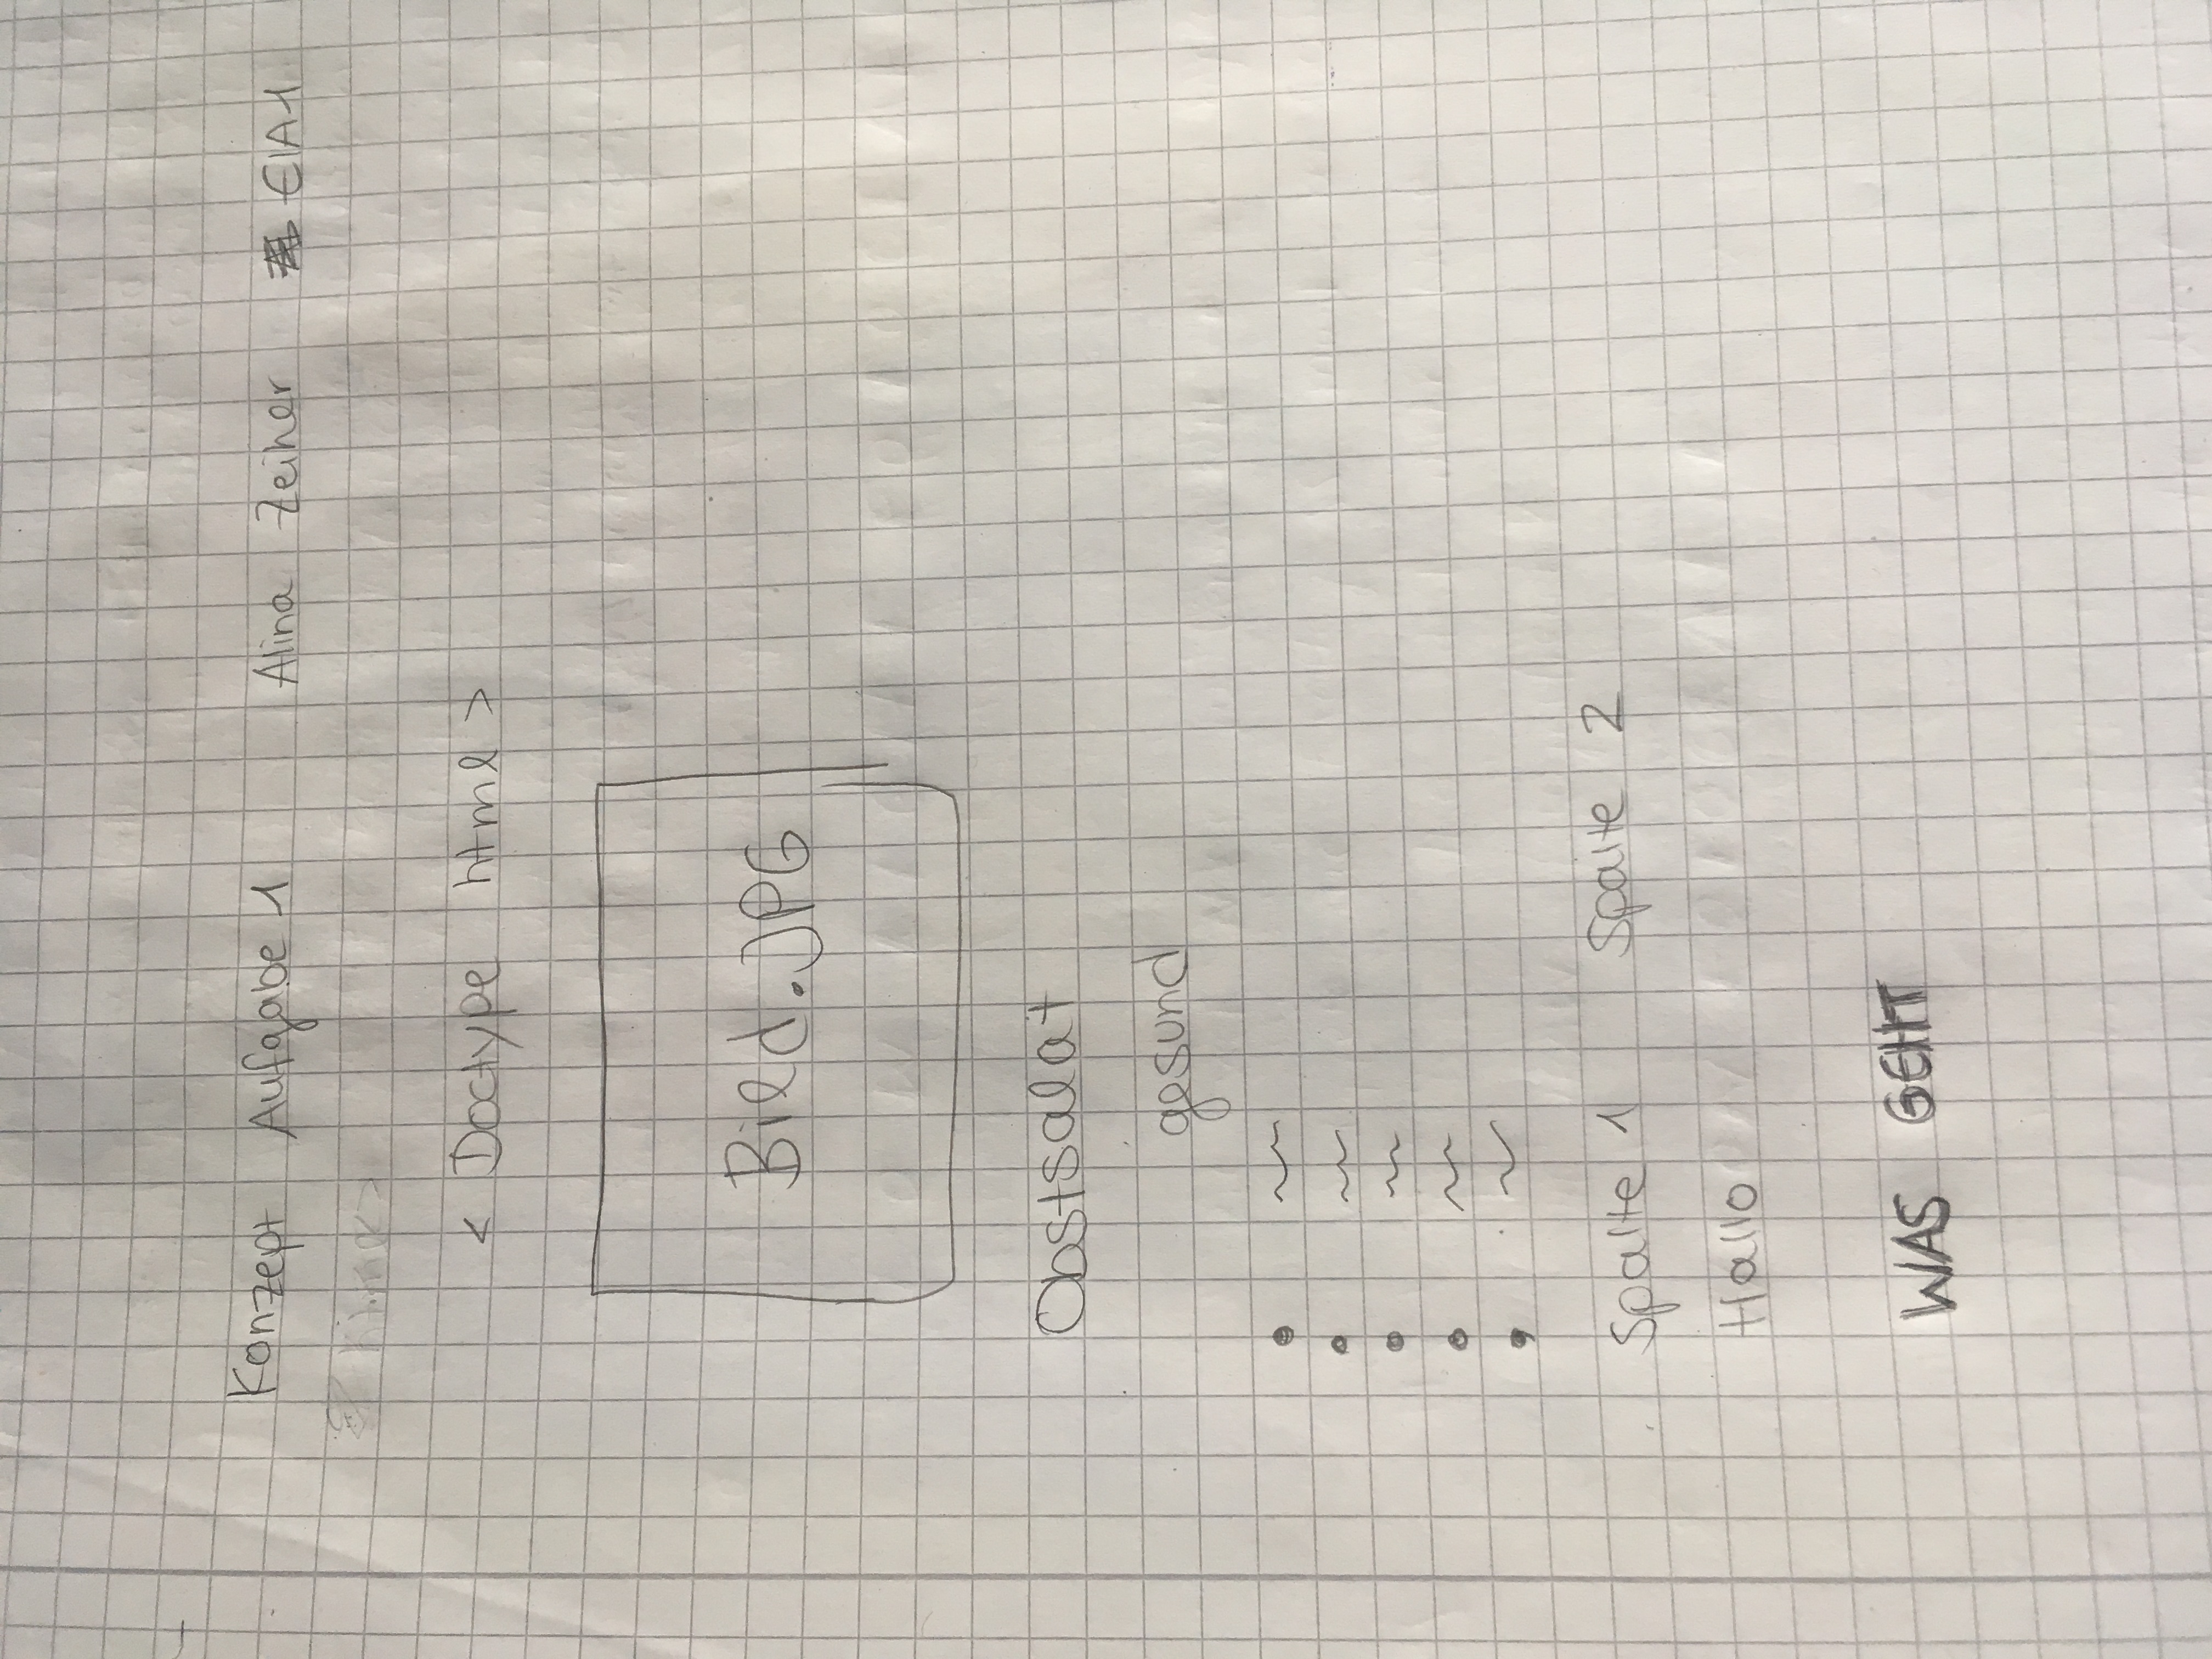 Konzept Aufgabe 1 Alina Zeiher EIA1
< Doctype html >
Bild.JPG
Obstsalat
gesund
Spalte 1 Spalte 2
Hallo
WAS GEHT